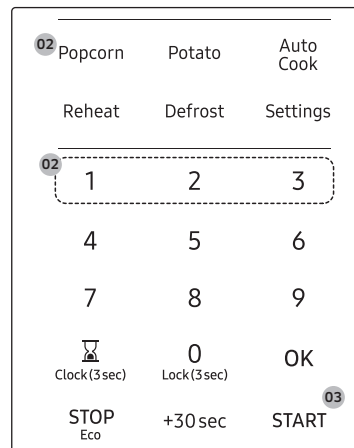 02 Popcorn Potato Auto Cook
Reheat Defrost Settings
02
1 2 3
4 5 6
7 8 9
Clock (3 sec) 0 Lock (3 sec) OK
03
STOP Eco +30 sec START